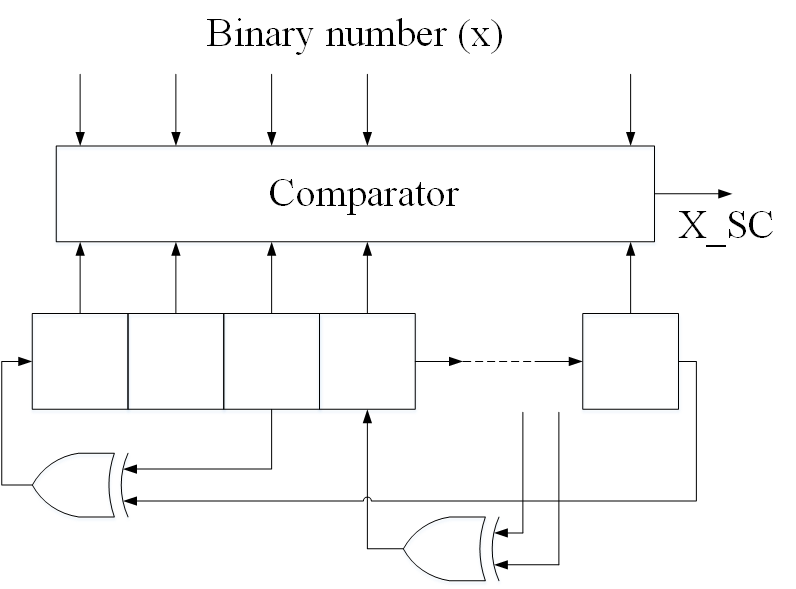 Binary number (x)
Comparator
X_SC